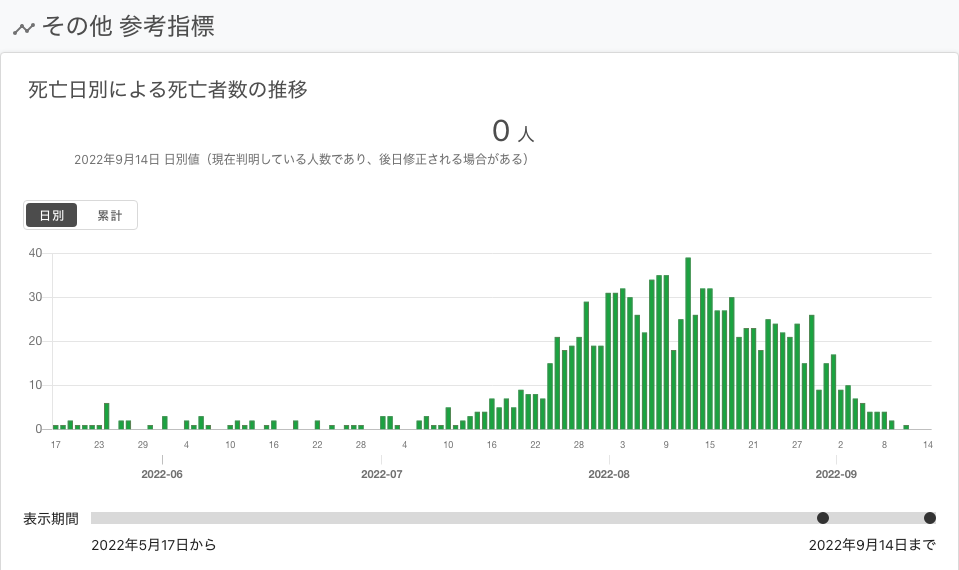 その他 参考指標
死亡日別による死亡者数の推移
0 人
2022年9月14日 日別値（現在判明している人数であり、後日修正される場合がある）
日別 累計
40
30
20
10
0
17 23 29 4 10 16 22 28 4 10 16 22 28 3 9 15 21 27 2 8 14
2022-06 2022-07 2022-08 2022-09
表示期間
2022年5月17日から 2022年9月14日まで